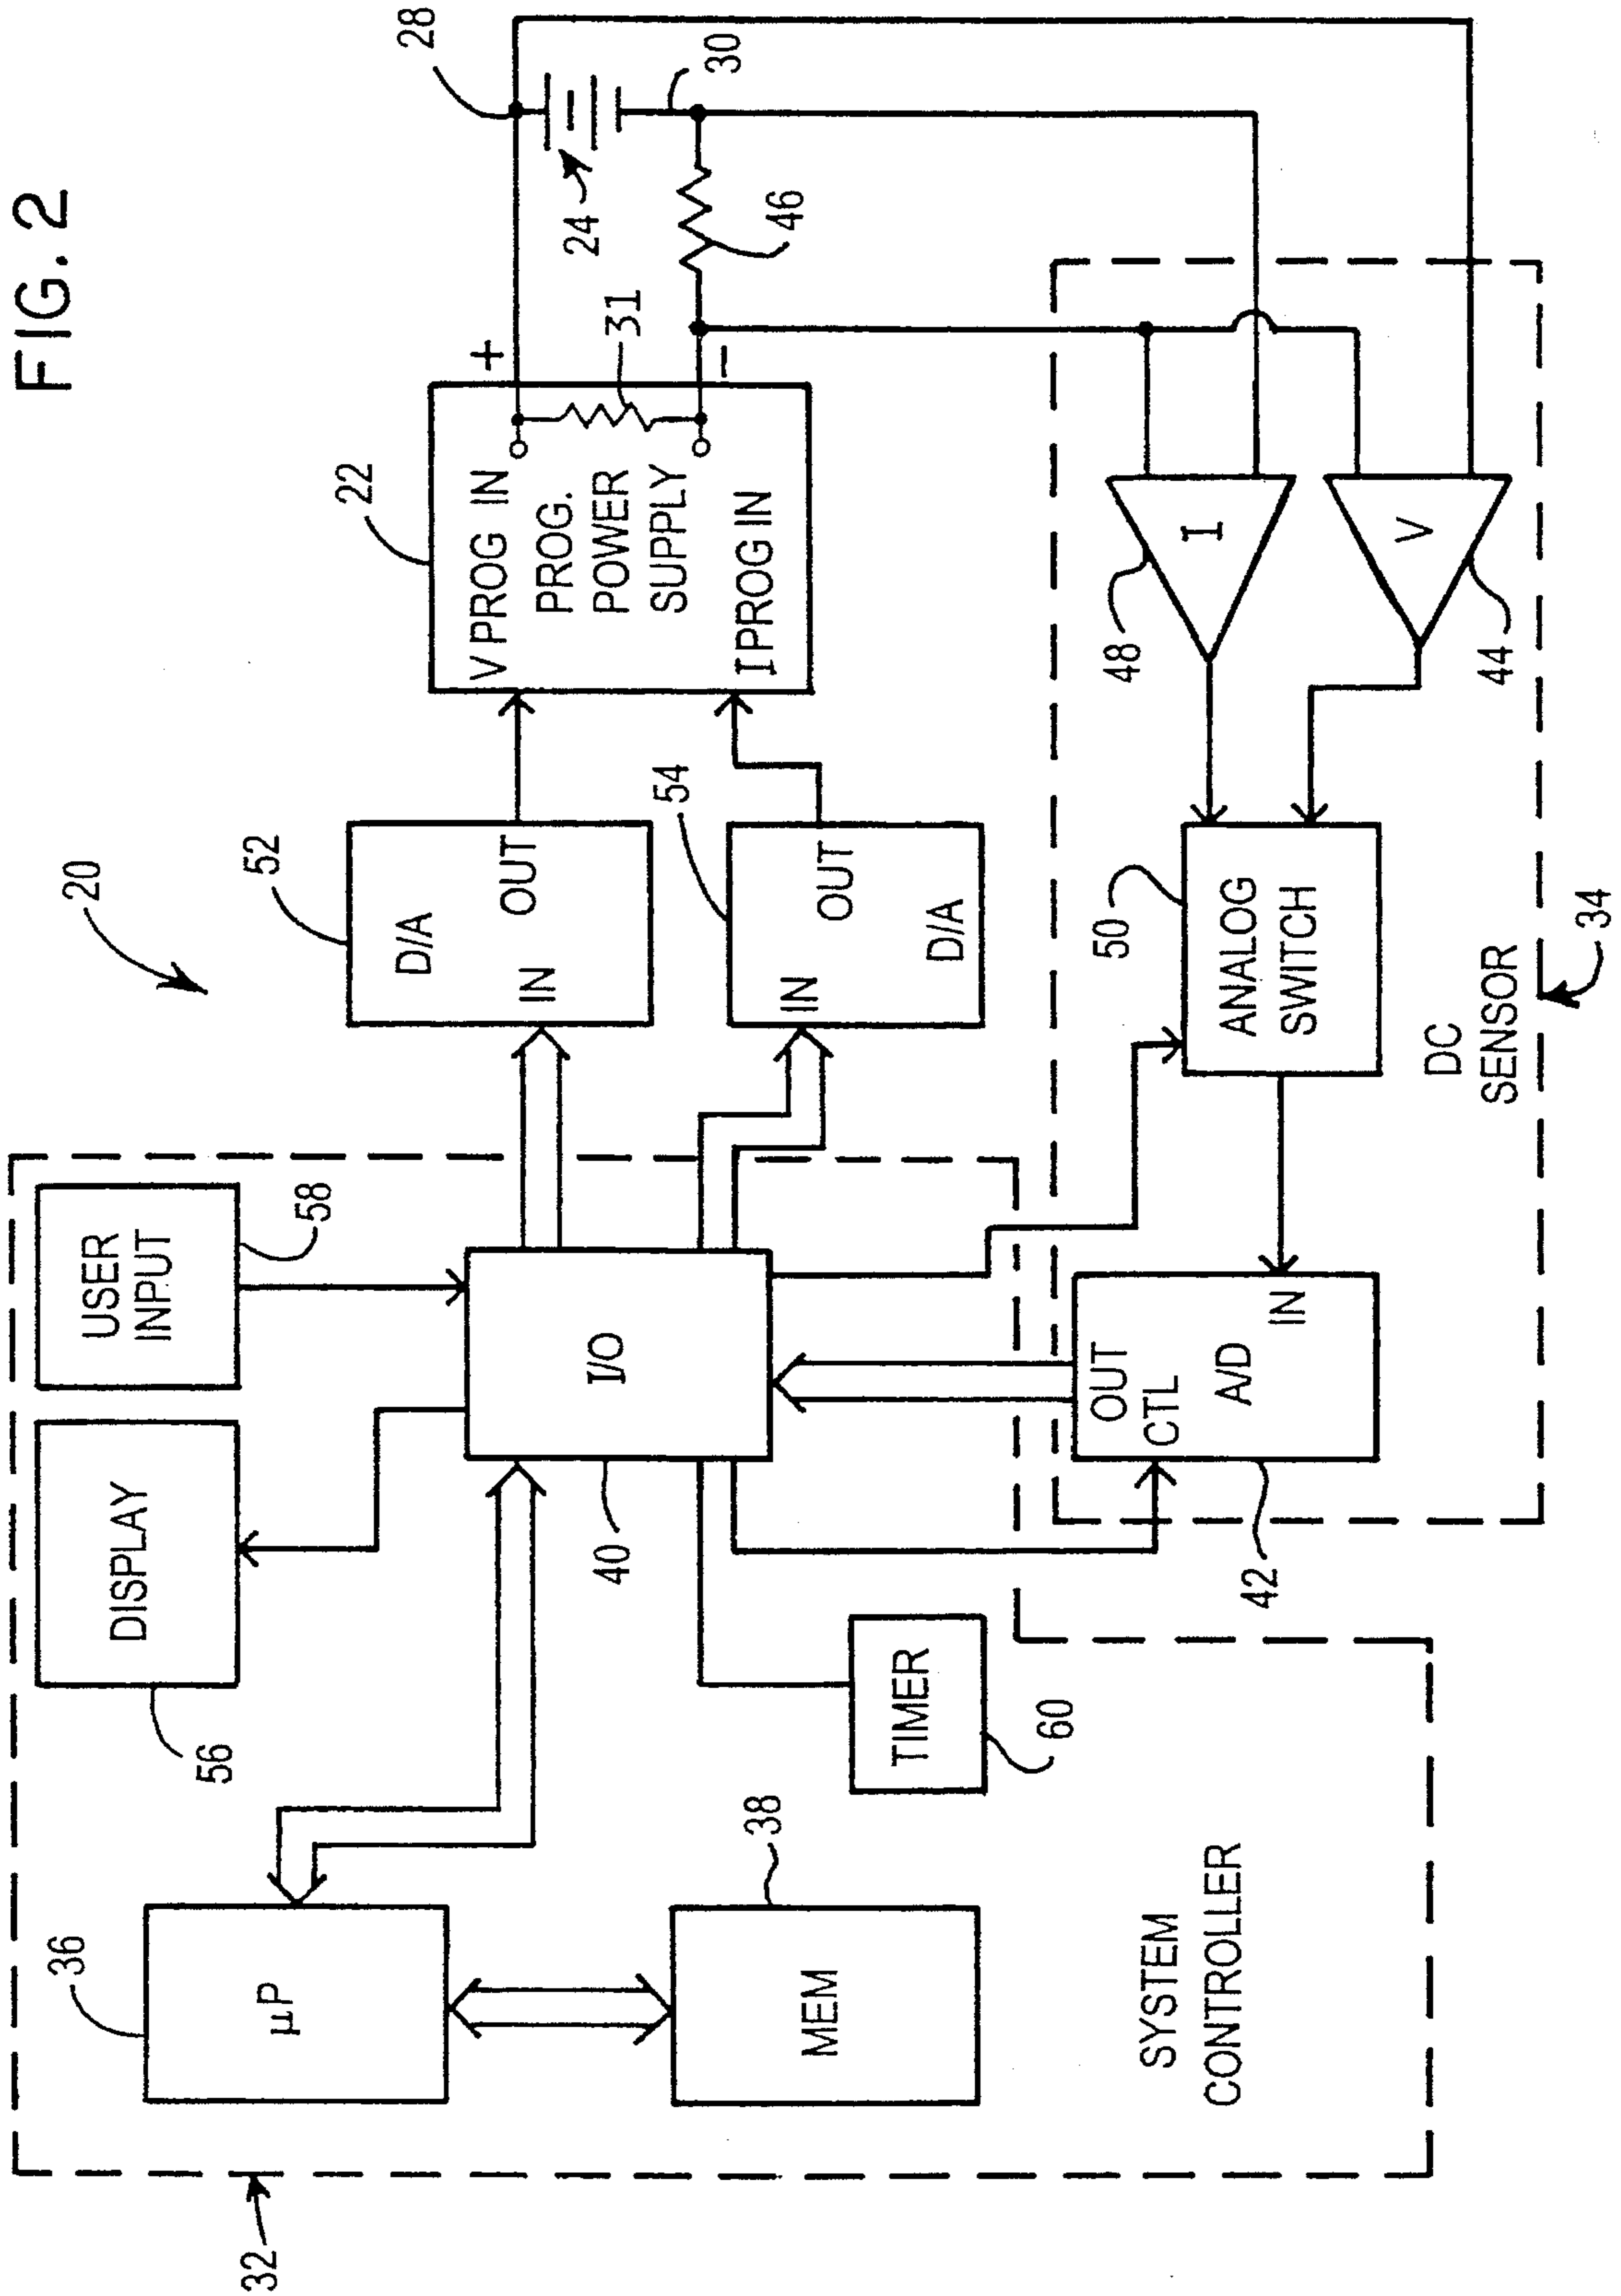 FIG. 2
20
32
36
µP
38
MEM
56
DISPLAY
58
USER
INPUT
40
I/O
60
TIMER
SYSTEM
CONTROLLER
52
D/A
IN
OUT
54
IN
OUT
D/A
22
V PROG IN
PROG.
POWER
SUPPLY
I PROG IN
+
−
31
24
28
30
46
42
OUT
CTL
A/D
IN
50
ANALOG
SWITCH
48
I
44
V
DC
SENSOR
34